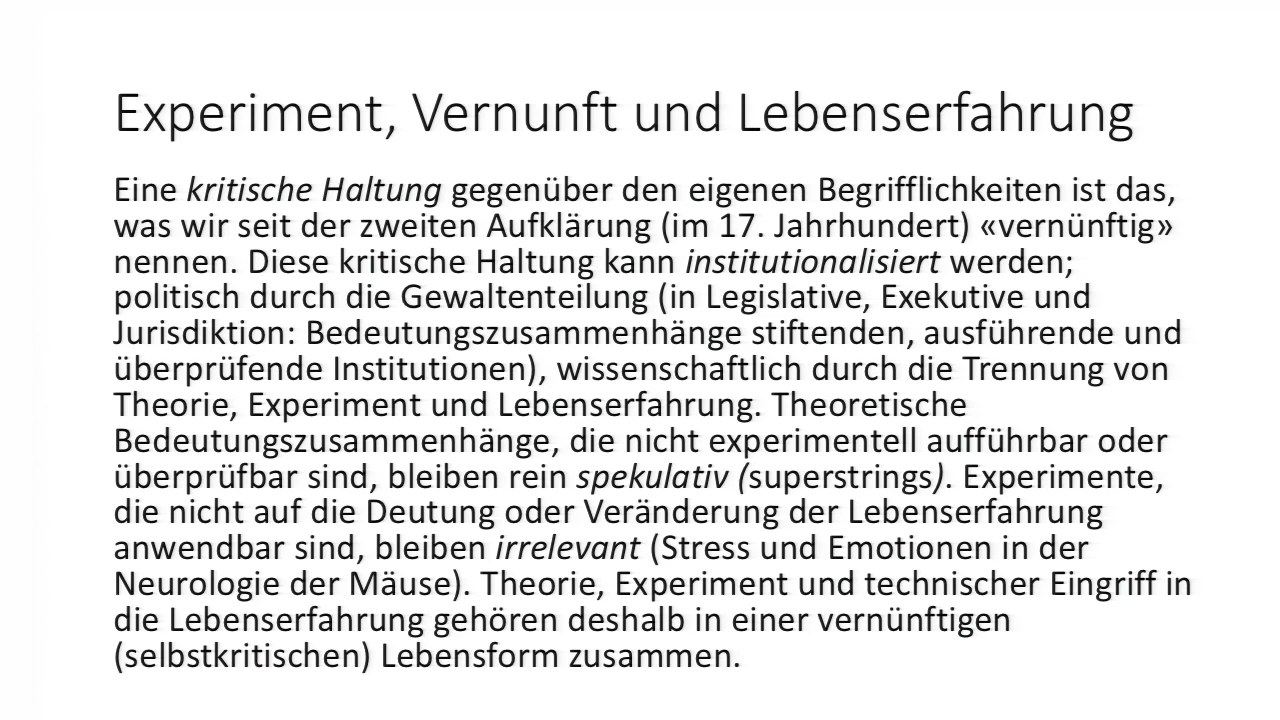 Experiment, Vernunft und Lebenserfahrung
Eine kritische Haltung gegenüber den eigenen Begrifflichkeiten ist das,
was wir seit der zweiten Aufklärung (im 17. Jahrhundert) «vernünftig»
nennen. Diese kritische Haltung kann institutionalisiert werden;
politisch durch die Gewaltenteilung (in Legislative, Exekutive und
Jurisdiktion: Bedeutungszusammenhänge stiftenden, ausführende und
überprüfende Institutionen), wissenschaftlich durch die Trennung von
Theorie, Experiment und Lebenserfahrung. Theoretische
Bedeutungszusammenhänge, die nicht experimentell aufführbar oder
überprüfbar sind, bleiben rein spekulativ (superstrings). Experimente,
die nicht auf die Deutung oder Veränderung der Lebenserfahrung
anwendbar sind, bleiben irrelevant (Stress und Emotionen in der
Neurologie der Mäuse). Theorie, Experiment und technischer Eingriff in
die Lebenserfahrung gehören deshalb in einer vernünftigen
(selbstkritischen) Lebensform zusammen.